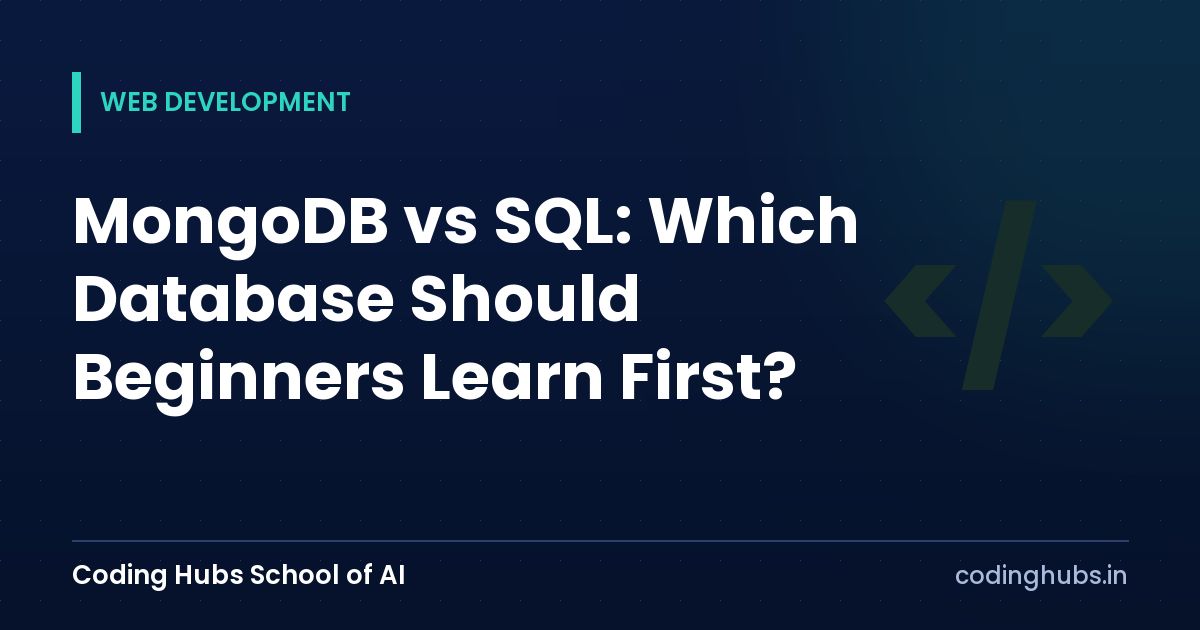 WEB DEVELOPMENT
MongoDB vs SQL: Which
Database Should
Beginners Learn First?
</>
Coding Hubs School of AI
codinghubs.in